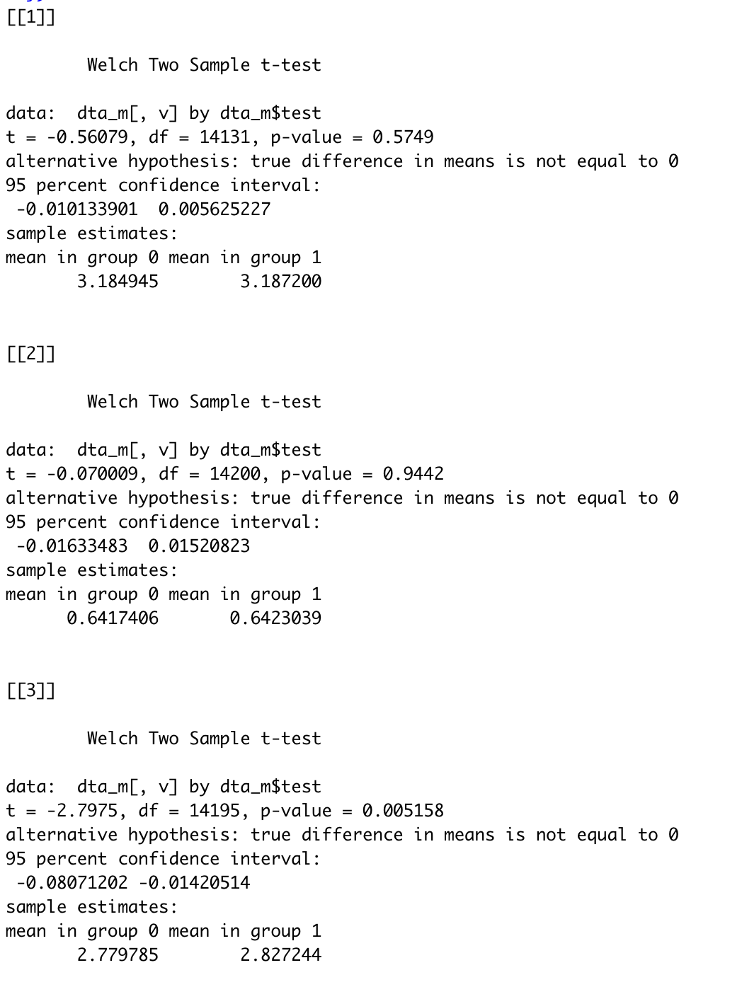 [[1]]
Welch Two Sample t-test
data:  dta_m[, v] by dta_m$test
t = -0.56079, df = 14131, p-value = 0.5749
alternative hypothesis: true difference in means is not equal to 0
95 percent confidence interval:
 -0.010133901  0.005625227
sample estimates:
mean in group 0 mean in group 1
       3.184945        3.187200
[[2]]
Welch Two Sample t-test
data:  dta_m[, v] by dta_m$test
t = -0.070009, df = 14200, p-value = 0.9442
alternative hypothesis: true difference in means is not equal to 0
95 percent confidence interval:
 -0.01633483  0.01520823
sample estimates:
mean in group 0 mean in group 1
      0.6417406       0.6423039
[[3]]
Welch Two Sample t-test
data:  dta_m[, v] by dta_m$test
t = -2.7975, df = 14195, p-value = 0.005158
alternative hypothesis: true difference in means is not equal to 0
95 percent confidence interval:
 -0.08071202 -0.01420514
sample estimates:
mean in group 0 mean in group 1
       2.779785        2.827244